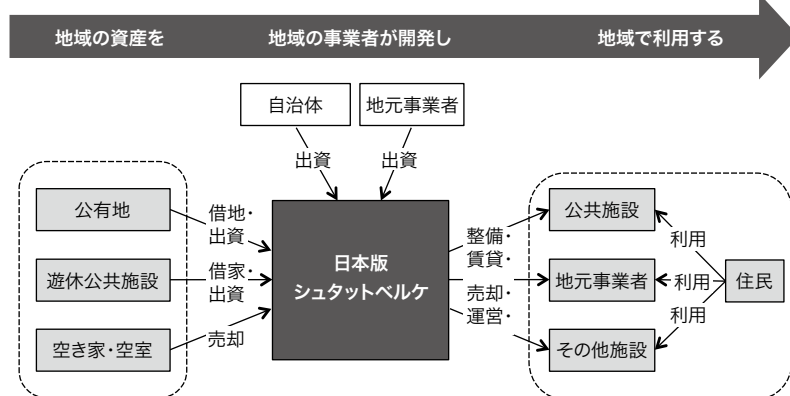 地域の資産を
地域の事業者が開発し
地域で利用する
自治体
地元事業者
出資
出資
公有地
遊休公共施設
空き家・空室
借地・
出資
借家・
出資
売却
日本版
シュタットベルケ
整備・
賃貸・
売却・
運営・
公共施設
地元事業者
その他施設
利用
利用
利用
住民